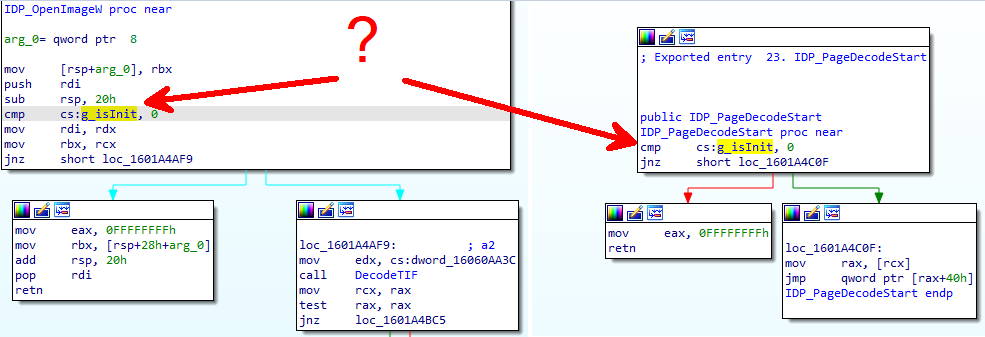 IDP_OpenImageW proc near
arg_0= qword ptr  8
mov     [rsp+arg_0], rbx
push    rdi
sub     rsp, 20h
cmp     cs:g_isInit, 0
mov     rdi, rdx
mov     rbx, rcx
jnz     short loc_1601A4AF9
?
; Exported entry  23. IDP_PageDecodeStart
public IDP_PageDecodeStart
IDP_PageDecodeStart proc near
cmp     cs:g_isInit, 0
jnz     short loc_1601A4C0F
mov     eax, 0FFFFFFFFh
mov     rbx, [rsp+28h+arg_0]
add     rsp, 20h
pop     rdi
retn
loc_1601A4AF9:          ; a2
mov     edx, cs:dword_16060AA3C
call    DecodeTIF
mov     rcx, rax
test    rax, rax
jnz     loc_1601A4BC5
mov     eax, 0FFFFFFFFh
retn
loc_1601A4C0F:
mov     rax, [rcx]
jmp     qword ptr [rax+40h]
IDP_PageDecodeStart endp